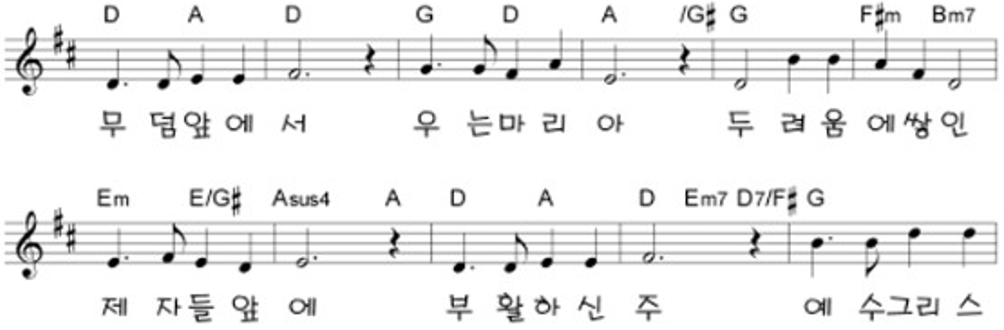 D A D G D A /G♯ G F♯m Bm7
무 덤앞 에 서 우 는마 리 아 두 려 움 에쌓 인
Em E/G♯ Asus4 A D A D Em7 D7/F♯ G
제 자들 앞 에 부 활하 신 주 예 수그리 스